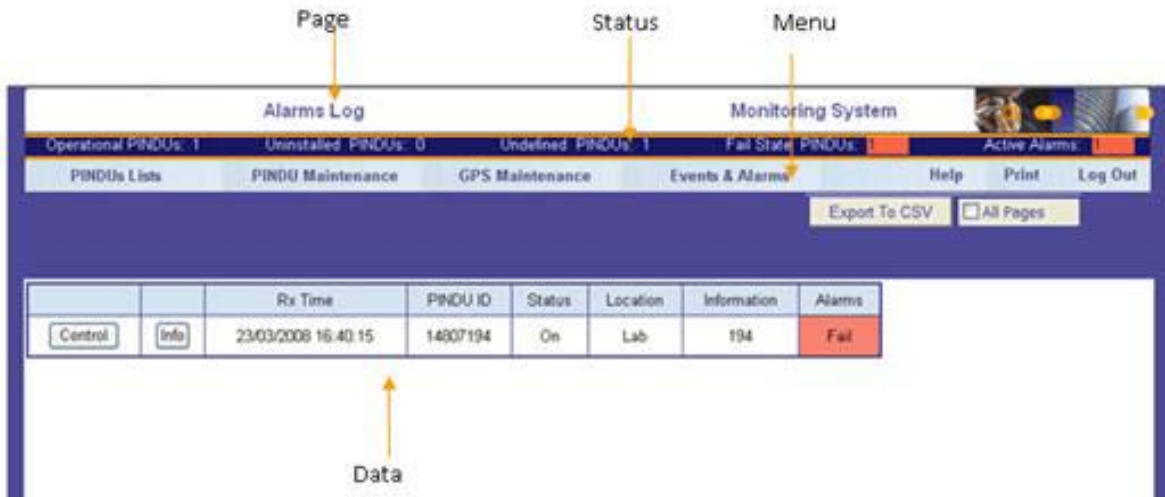 Page Status Menu
Alarms Log Monitoring System
Operational PINDUs: 1 Uninstalled PINDUs: 0 Undefined PINDUs: 1 Fail State PINDUs: 1 Active Alarms: 1
PINDUs Lists PINDU Maintenance GPS Maintenance Events & Alarms Help Print Log Out
Export To CSV All Pages
Rx Time PINDU ID Status Location Information Alarms
Control Info 23/03/2008 16:40:15 14807194 On Lab 194 Fail
Data